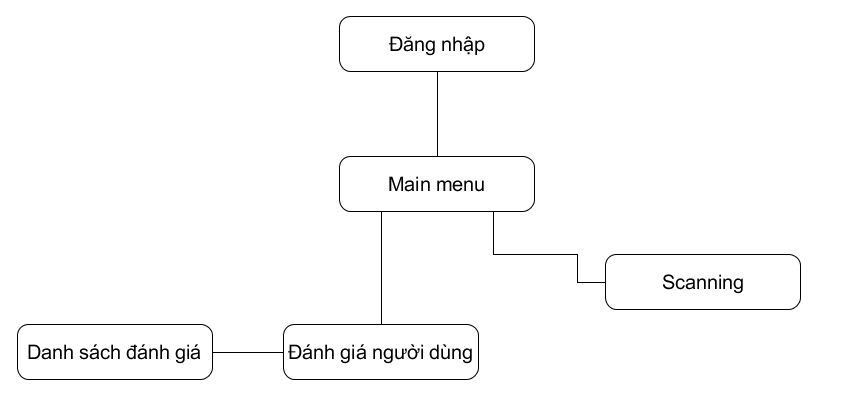 Đăng nhập
Main menu
Scanning
Danh sách đánh giá
Đánh giá người dùng